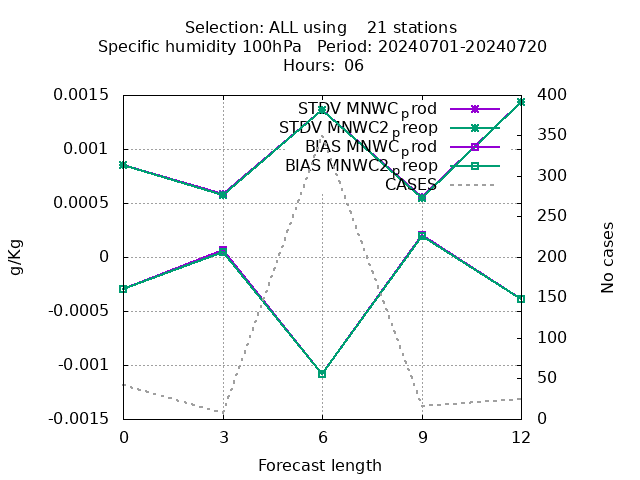 Selection: ALL using    21 stations
Specific humidity 100hPa   Period: 20240701-20240720
Hours:  06
STDV MNWC_prod
STDV MNWC2_preop
BIAS MNWC_prod
BIAS MNWC2_preop
CASES
0.0015
0.001
0.0005
0
-0.0005
-0.001
-0.0015
g/Kg
400
350
300
250
200
150
100
50
0
No cases
0 3 6 9 12
Forecast length